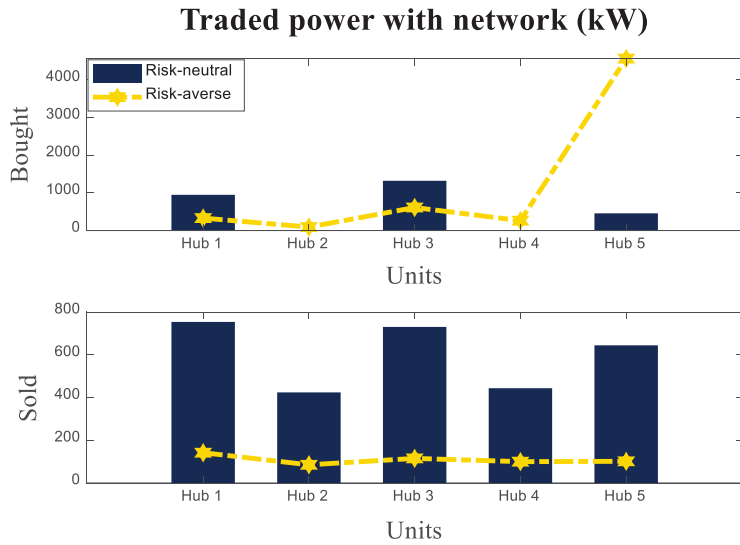 Traded power with network (kW)
Bought
4000
3000
2000
1000
0
Risk-neutral
Risk-averse
Hub 1
Hub 2
Hub 3
Hub 4
Hub 5
Units
Sold
800
600
400
200
0
Hub 1
Hub 2
Hub 3
Hub 4
Hub 5
Units